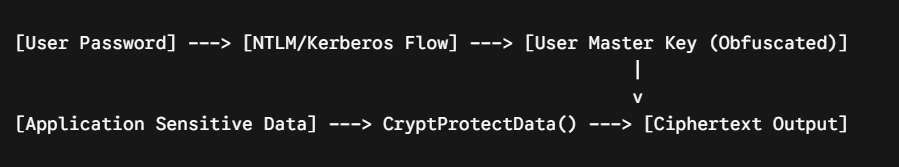 [User Password] ---> [NTLM/Kerberos Flow] ---> [User Master Key (Obfuscated)]
|
v
[Application Sensitive Data] ---> CryptProtectData() ---> [Ciphertext Output]